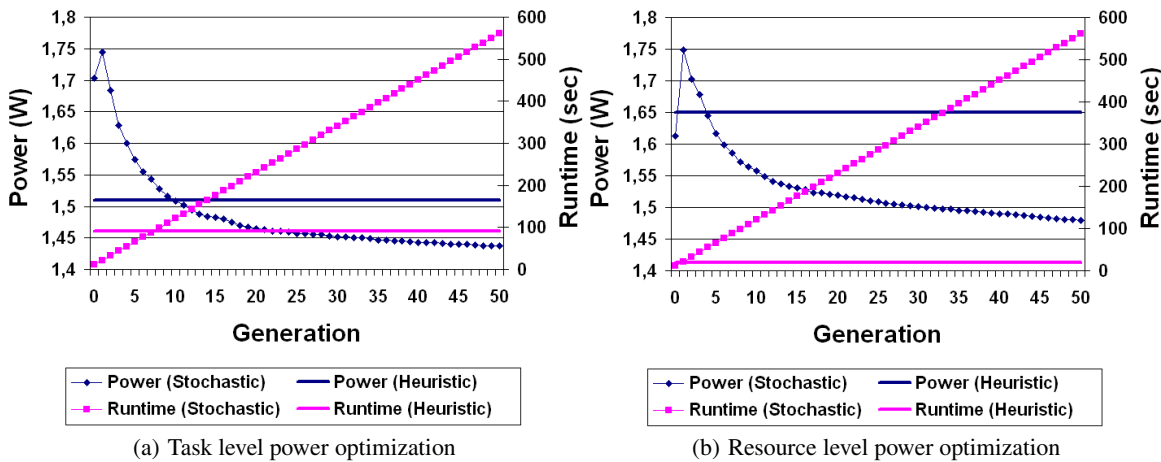 1,8
1,75
1,7
1,65
1,6
1,55
1,5
1,45
1,4
Power (W)
600
500
400
300
200
100
0
Runtime (sec)
0 5 10 15 20 25 30 35 40 45 50
Generation
Power (Stochastic) Power (Heuristic)
Runtime (Stochastic) Runtime (Heuristic)
(a) Task level power optimization
1,8
1,75
1,7
1,65
1,6
1,55
1,5
1,45
1,4
Power (W)
600
500
400
300
200
100
0
Runtime (sec)
0 5 10 15 20 25 30 35 40 45 50
Generation
Power (Stochastic) Power (Heuristic)
Runtime (Stochastic) Runtime (Heuristic)
(b) Resource level power optimization